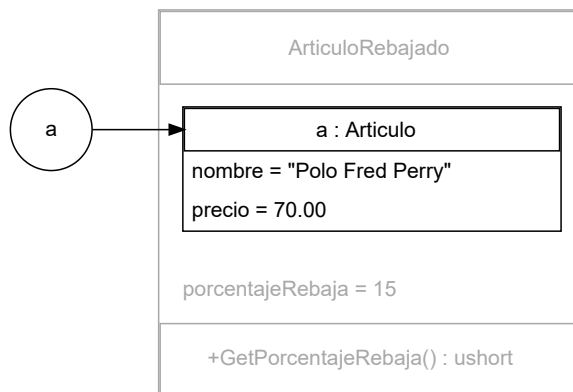 ArticuloRebajado
a
a : Articulo
nombre = "Polo Fred Perry"
precio = 70.00
porcentajeRebaja = 15
+GetPorcentajeRebaja() : ushort